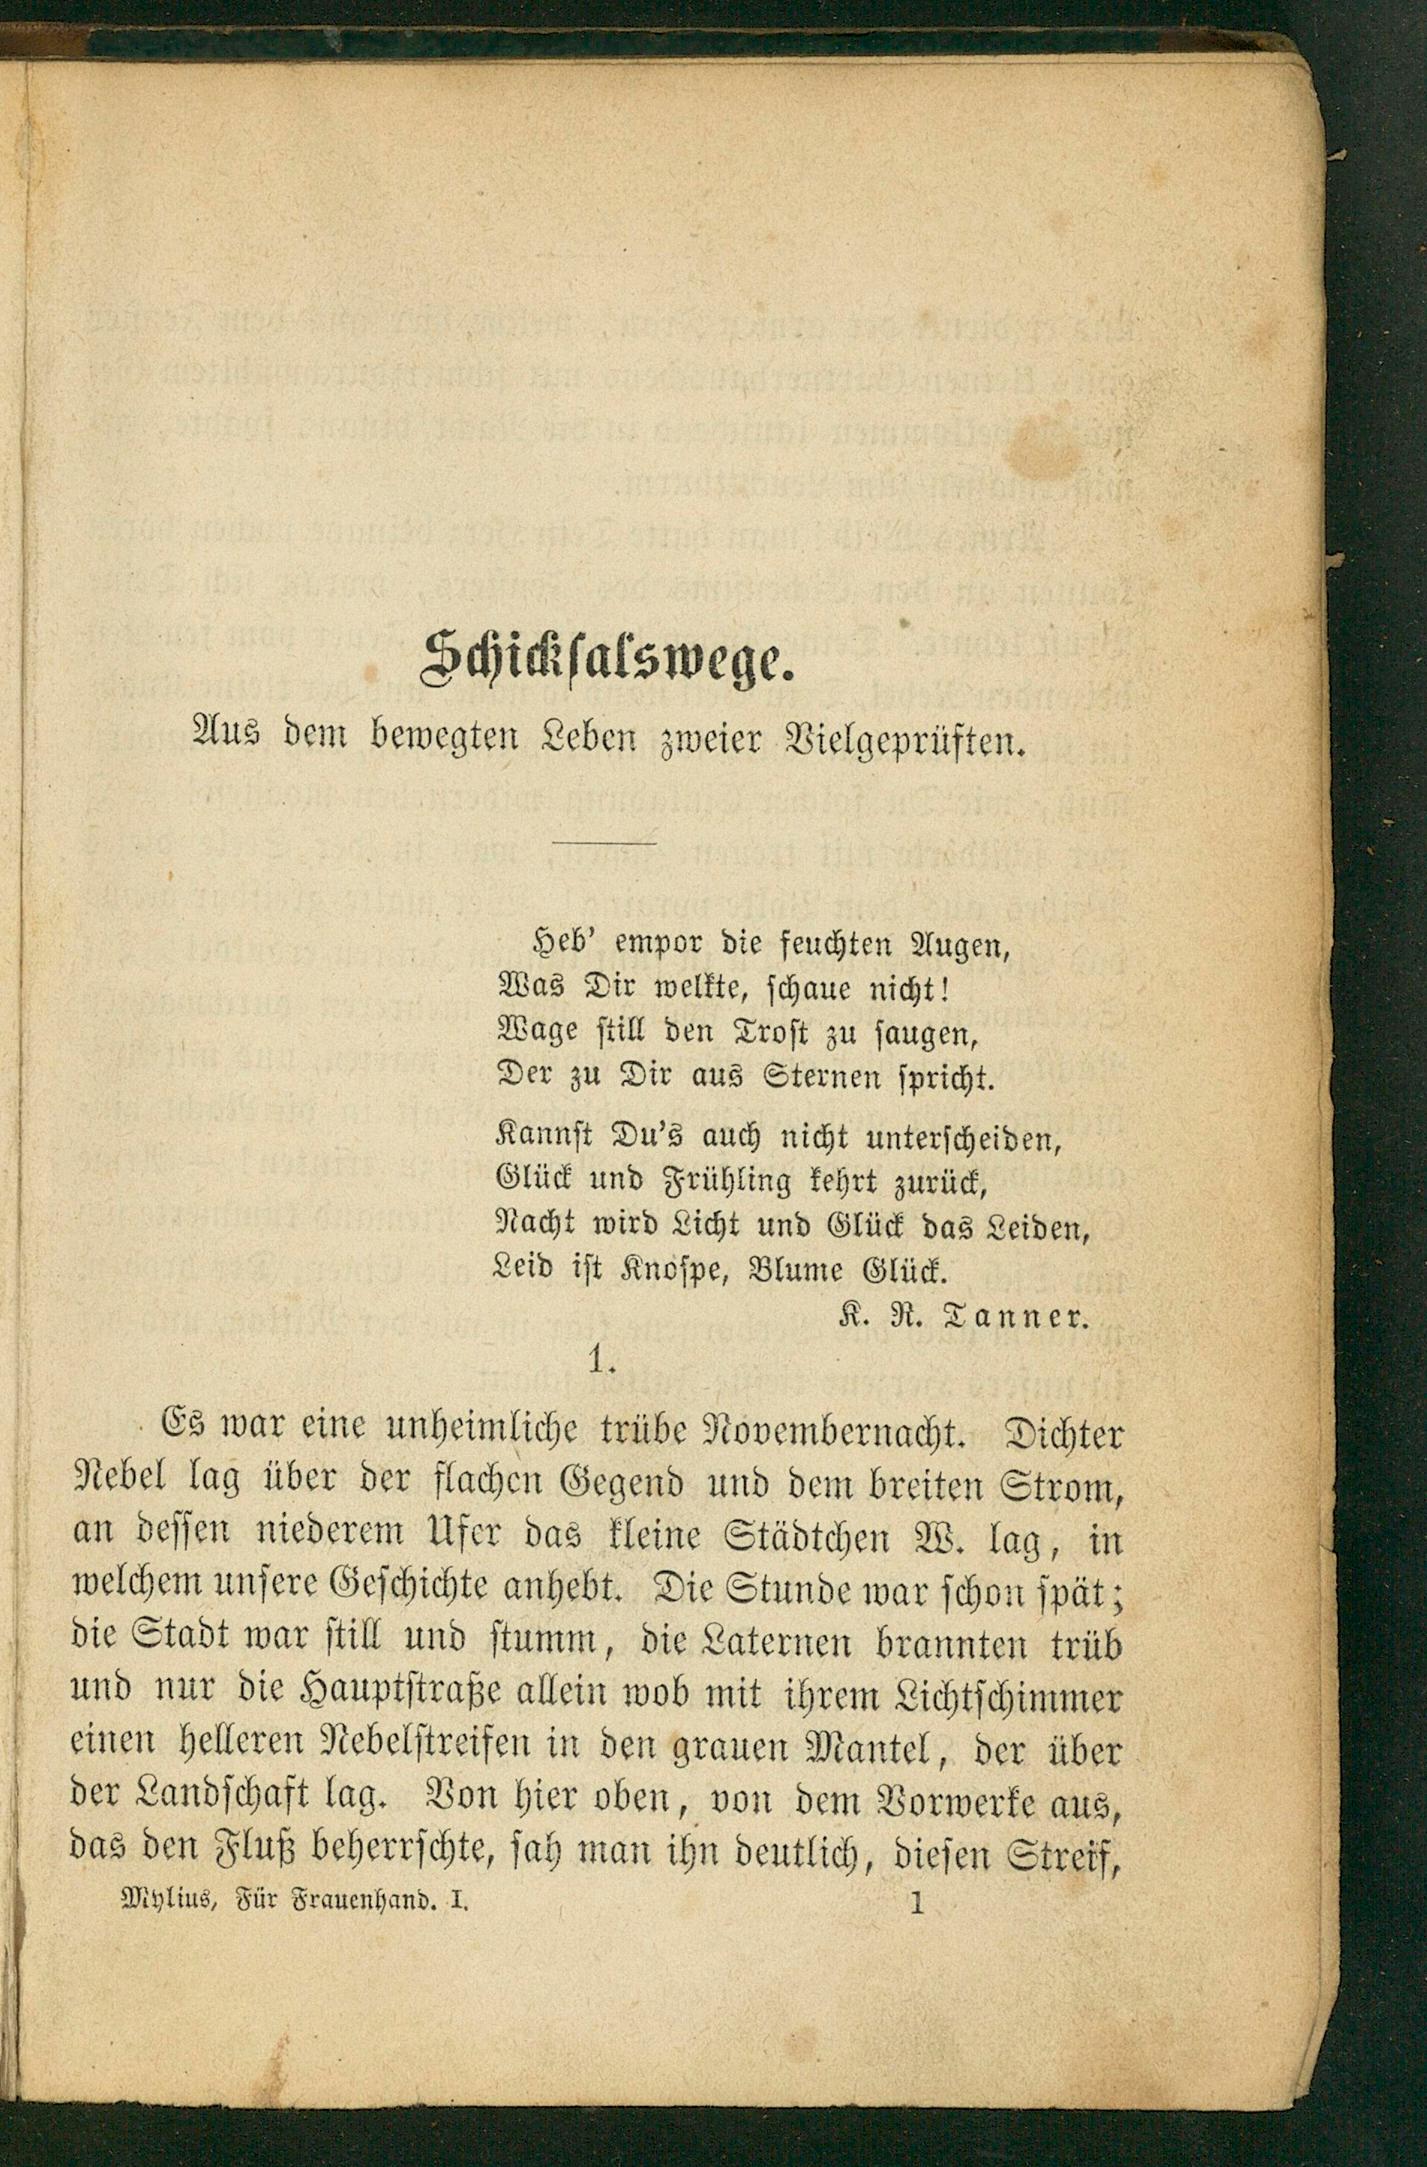 Schicksalswege.
Aus dem bewegten Leben zweier Vielgeprüften.
Heb' empor die feuchten Augen,
Was Dir welkte, schaue nicht!
Wage still den Trost zu saugen,
Der zu Dir aus Sternen spricht.
Kannst Du's auch nicht unterscheiden,
Glück und Frühling kehrt zurück,
Nacht wird Licht und Glück das Leiden,
Leid ist Knospe, Blume Glück.
K. R. Tanner.
1.
Es war eine unheimliche trübe Novembernacht. Dichter
Nebel lag über der flachen Gegend und dem breiten Strom,
an dessen niederem Ufer das kleine Städtchen W. lag, in
welchem unsere Geschichte anhebt. Die Stunde war schon spät;
die Stadt war still und stumm, die Laternen brannten trüb
und nur die Hauptstraße allein wob mit ihrem Lichtschimmer
einen helleren Nebelstreifen in den grauen Mantel, der über
der Landschaft lag. Von hier oben, von dem Vorwerke aus,
das den Fluß beherrschte, sah man ihn deutlich, diesen Streif,
Mylius, Für Frauenhand. I. 1